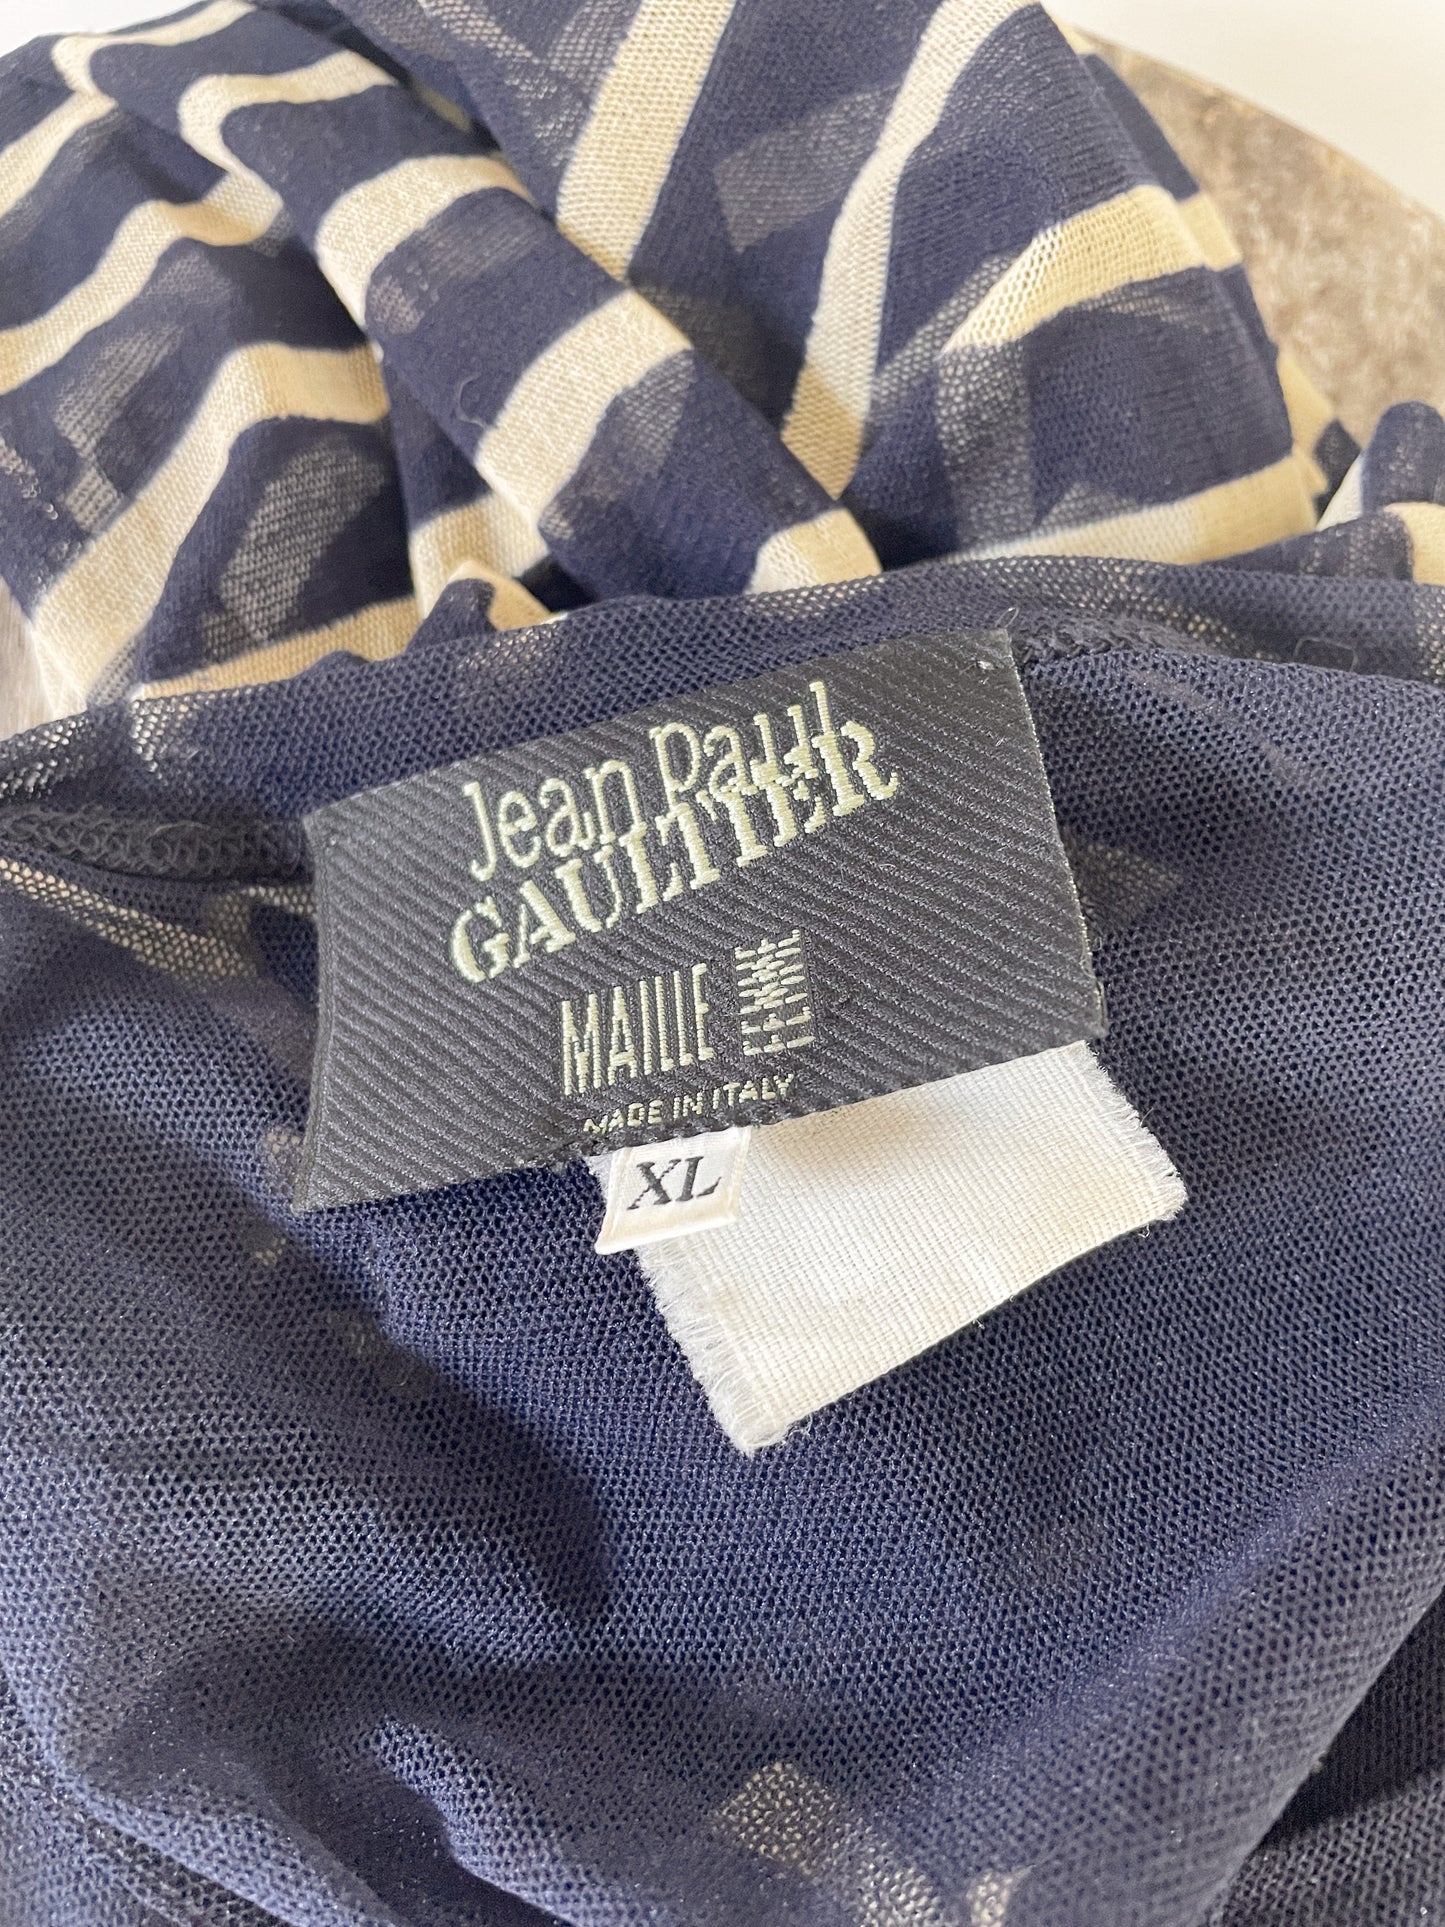 Jean Paul
GAULTIER
MAILLE FEMME
MADE IN ITALY
XL